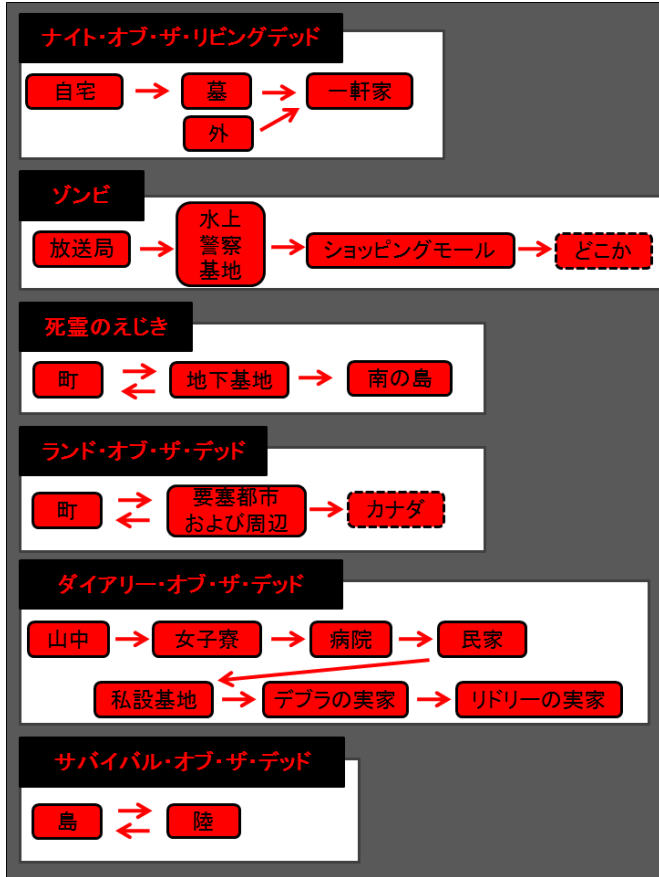 ナイト・オブ・ザ・リビングデッド
自宅
墓
一軒家
外
ゾンビ
放送局
水上
警察
基地
ショッピングモール
どこか
死霊のえじき
町
地下基地
南の島
ランド・オブ・ザ・デッド
町
要塞都市
および周辺
カナダ
ダイアリー・オブ・ザ・デッド
山中
女子寮
病院
民家
私設基地
デブラの実家
リドリーの実家
サバイバル・オブ・ザ・デッド
島
陸